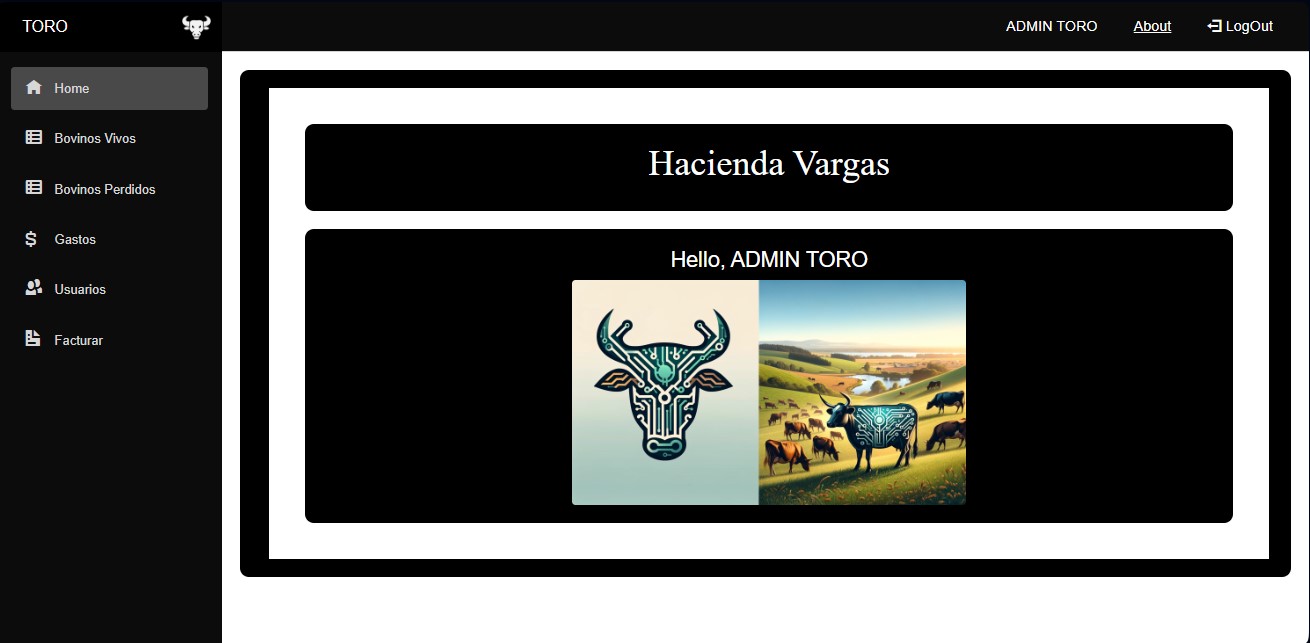 TORO
ADMIN TORO About LogOut
Home
Bovinos Vivos
Bovinos Perdidos
Gastos
Usuarios
Facturar
Hacienda Vargas
Hello, ADMIN TORO